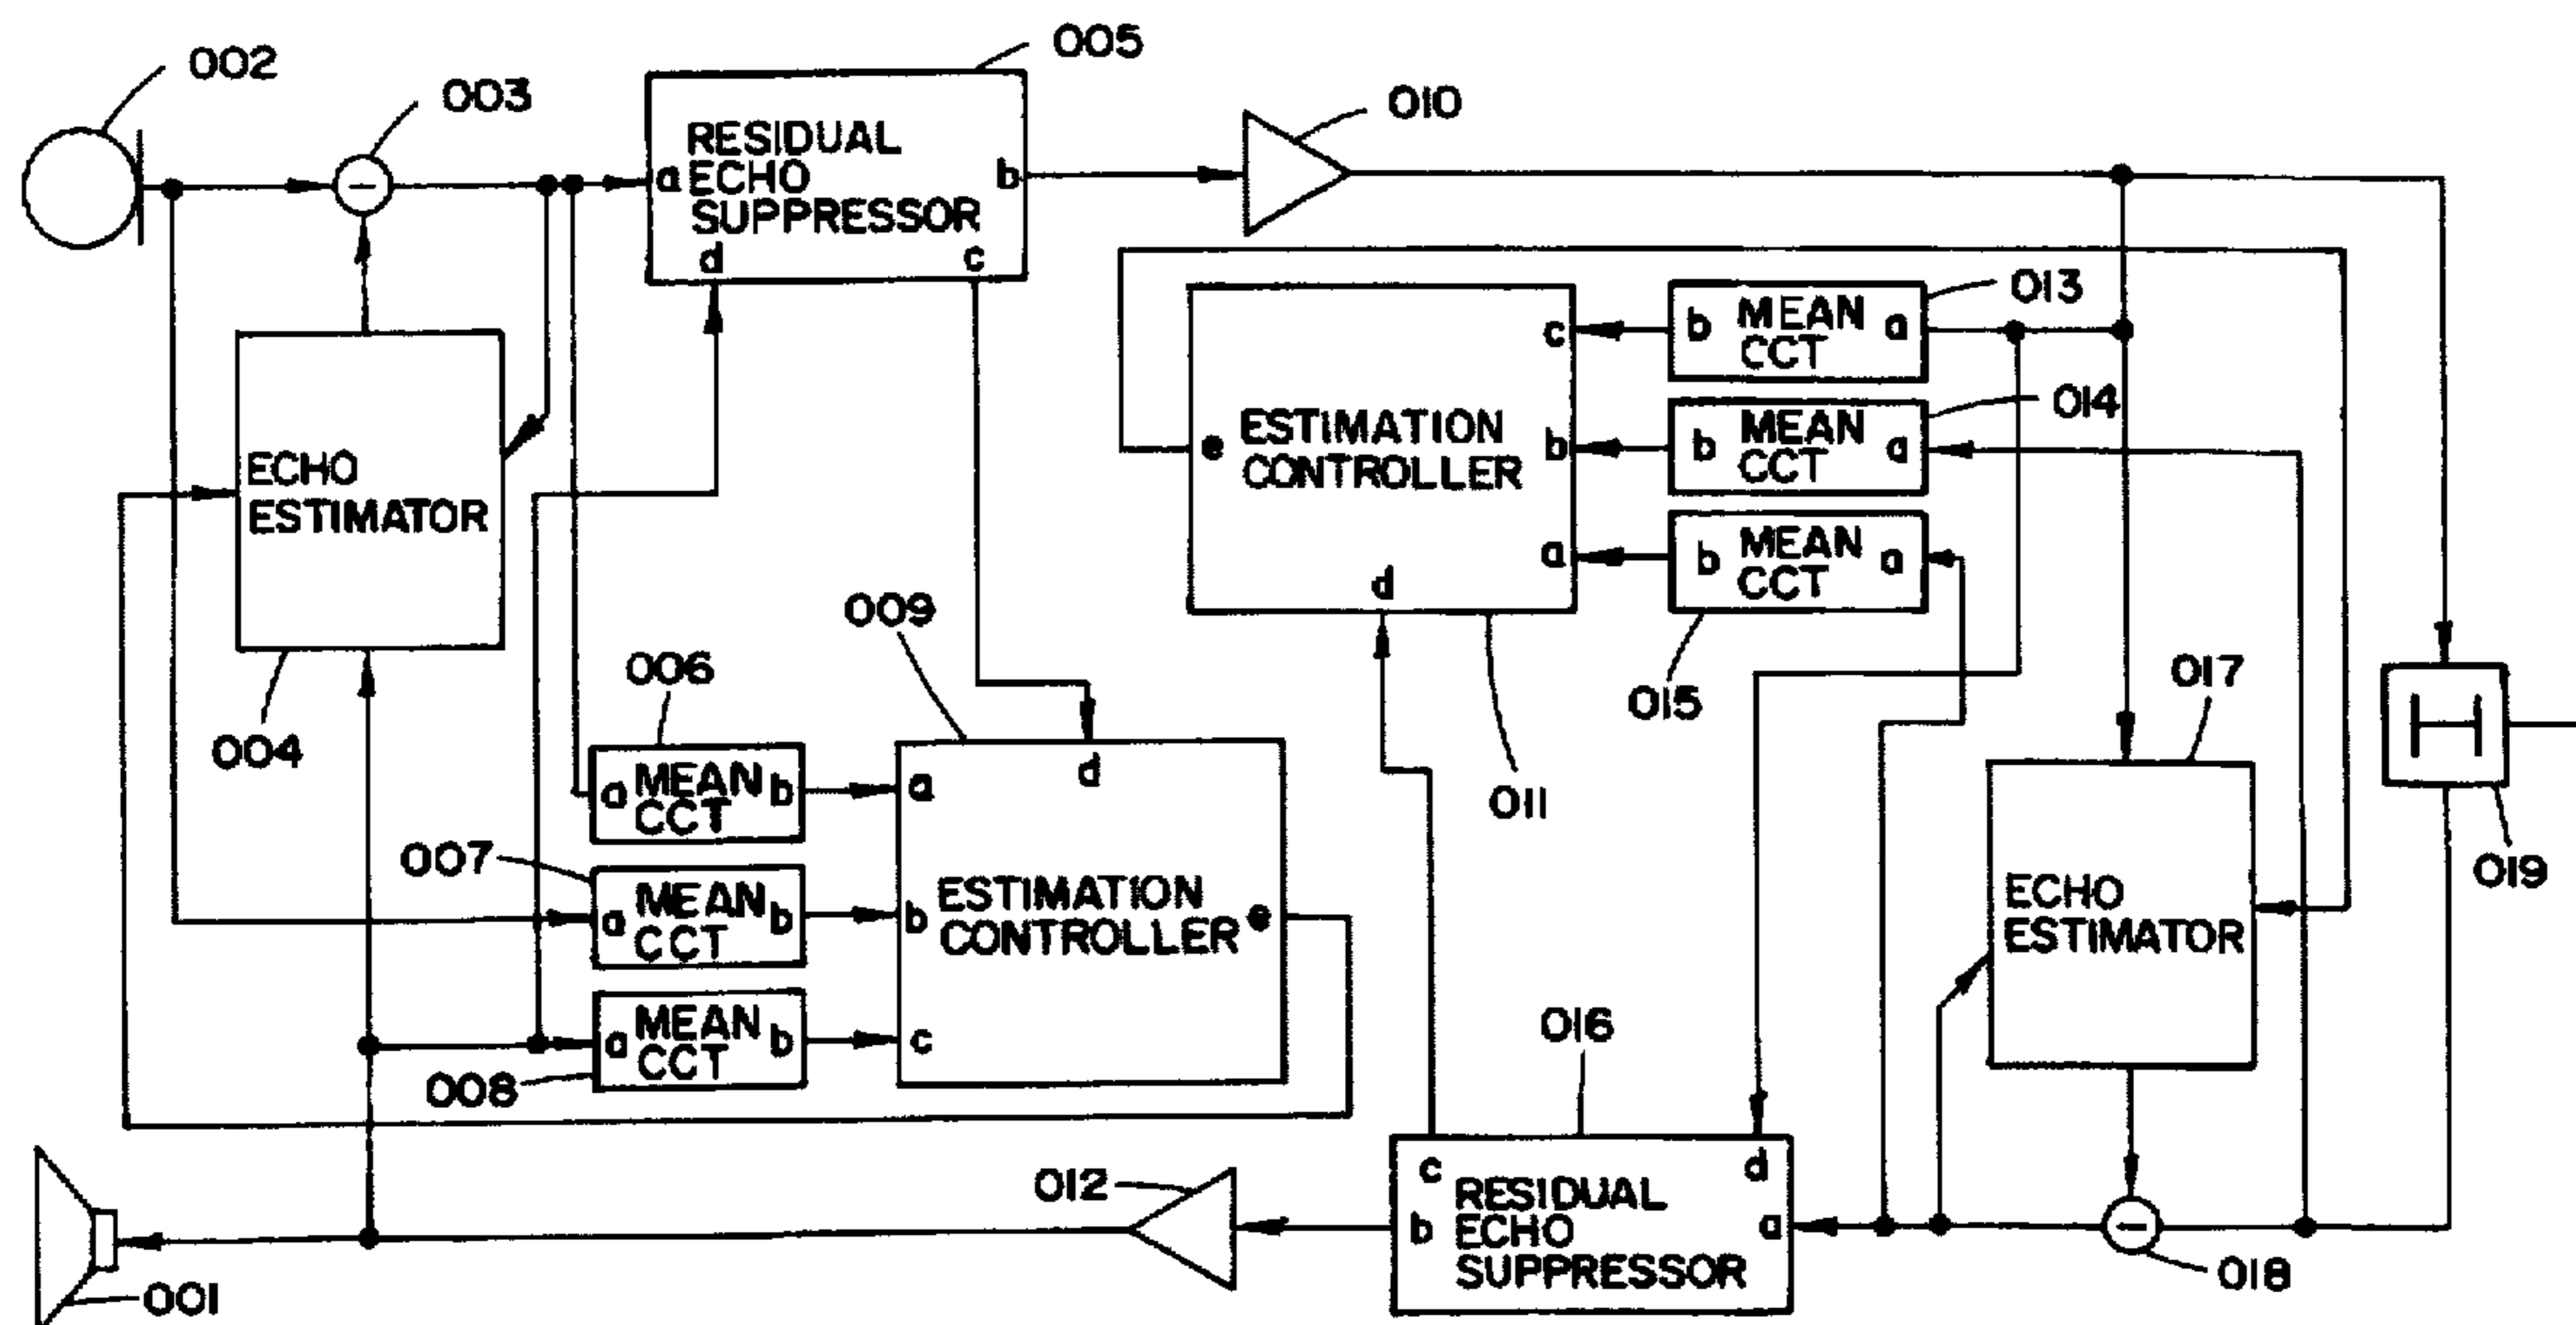 002
003
005
010
a RESIDUAL ECHO SUPPRESSOR b
d c
013
c b MEAN CCT a
014
e ESTIMATION CONTROLLER b b MEAN CCT a
a b MEAN CCT a
d
015
011
ECHO ESTIMATOR
004
009
006
a MEAN CCT b a d
007
a MEAN CCT b b ESTIMATION CONTROLLER e
008
a MEAN CCT b c
017
019
ECHO ESTIMATOR
016
012
c d
b RESIDUAL ECHO SUPPRESSOR a
018
001